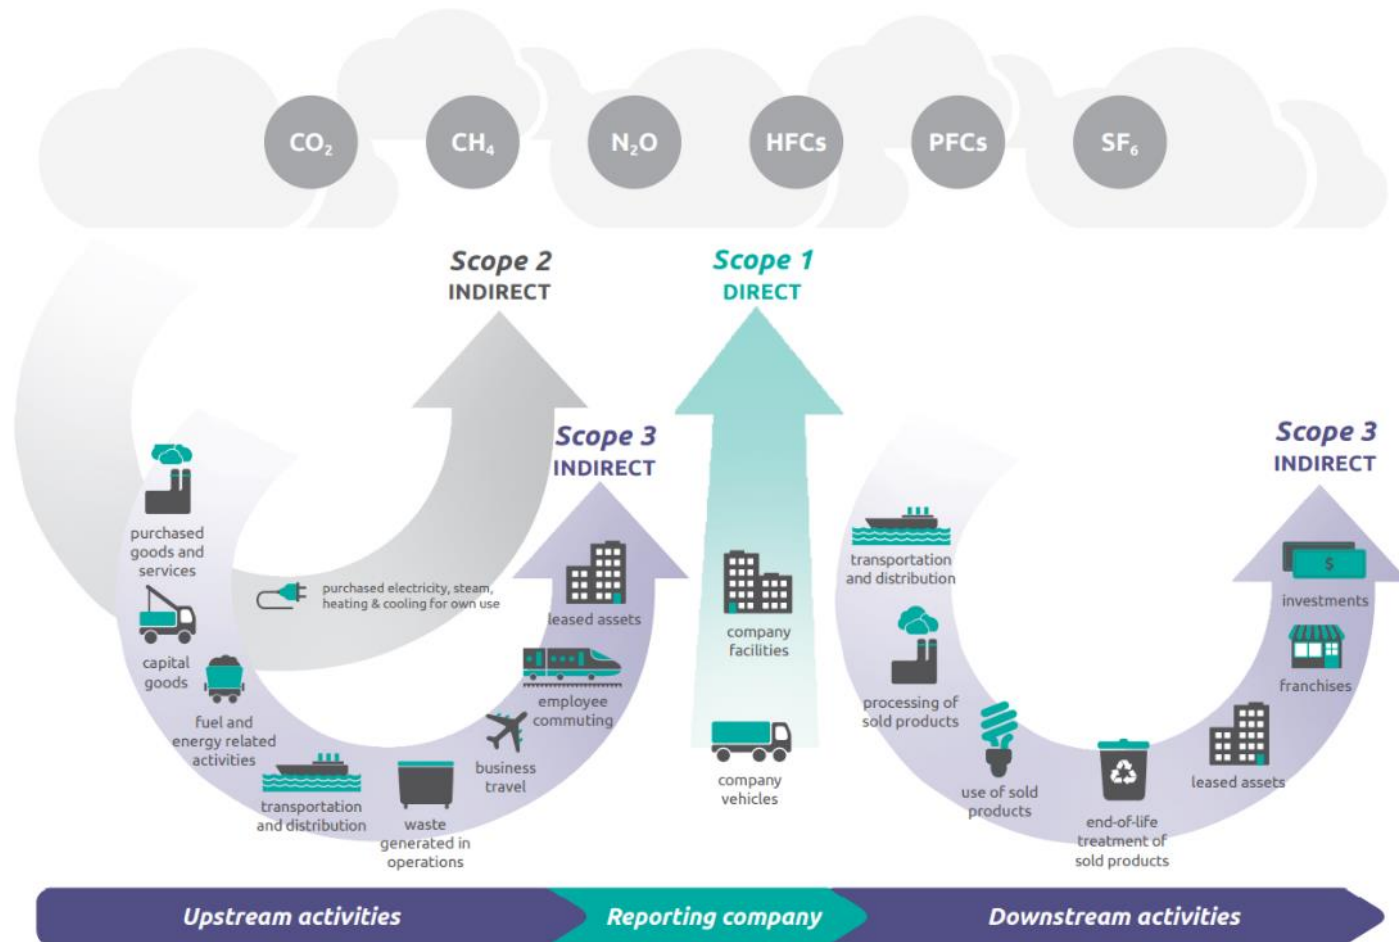 CO₂
CH₄
N₂O
HFCs
PFCs
SF₆
Scope 2
INDIRECT
Scope 1
DIRECT
Scope 3
INDIRECT
Scope 3
INDIRECT
purchased
goods and
services
capital
goods
fuel and
energy related
activities
transportation
and distribution
waste
generated in
operations
business
travel
employee
commuting
leased assets
purchased electricity, steam,
heating & cooling for own use
company
facilities
company
vehicles
transportation
and distribution
processing of
sold products
use of sold
products
end-of-life
treatment of
sold products
leased assets
franchises
$
investments
Upstream activities
Reporting company
Downstream activities